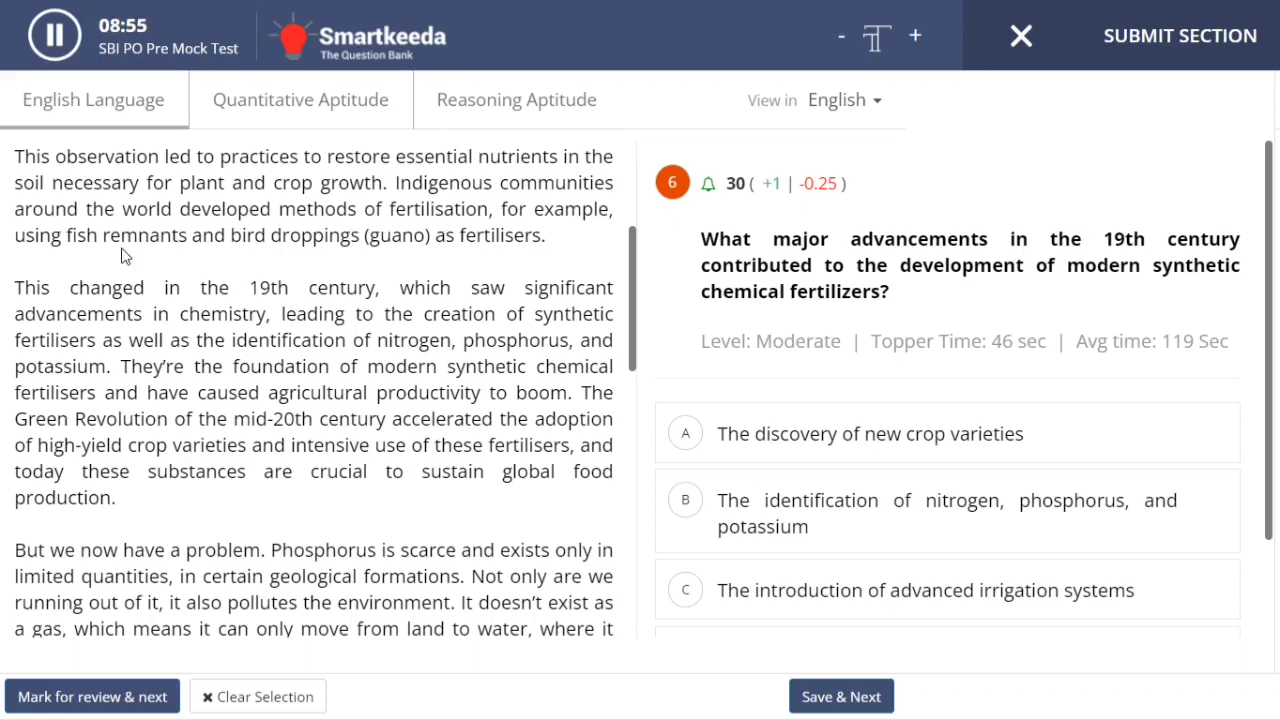 08:55
SBI PO Pre Mock Test
Smartkeeda
The Question Bank
- T +
SUBMIT SECTION
English Language
Quantitative Aptitude
Reasoning Aptitude
View in English
This observation led to practices to restore essential nutrients in the
soil necessary for plant and crop growth. Indigenous communities
around the world developed methods of fertilisation, for example,
using fish remnants and bird droppings (guano) as fertilisers.
This changed in the 19th century, which saw significant
advancements in chemistry, leading to the creation of synthetic
fertilisers as well as the identification of nitrogen, phosphorus, and
potassium. They're the foundation of modern synthetic chemical
fertilisers and have caused agricultural productivity to boom. The
Green Revolution of the mid-20th century accelerated the adoption
of high-yield crop varieties and intensive use of these fertilisers, and
today these substances are crucial to sustain global food
production.
But we now have a problem. Phosphorus is scarce and exists only in
limited quantities, in certain geological formations. Not only are we
running out of it, it also pollutes the environment. It doesn't exist as
a gas, which means it can only move from land to water, where it
6
30 ( +1 | -0.25 )
What major advancements in the 19th century
contributed to the development of modern synthetic
chemical fertilizers?
Level: Moderate | Topper Time: 46 sec | Avg time: 119 Sec
A The discovery of new crop varieties
B The identification of nitrogen, phosphorus, and
potassium
C The introduction of advanced irrigation systems
Mark for review & next
Clear Selection
Save & Next